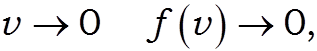 υ → 0 f(υ) → 0,